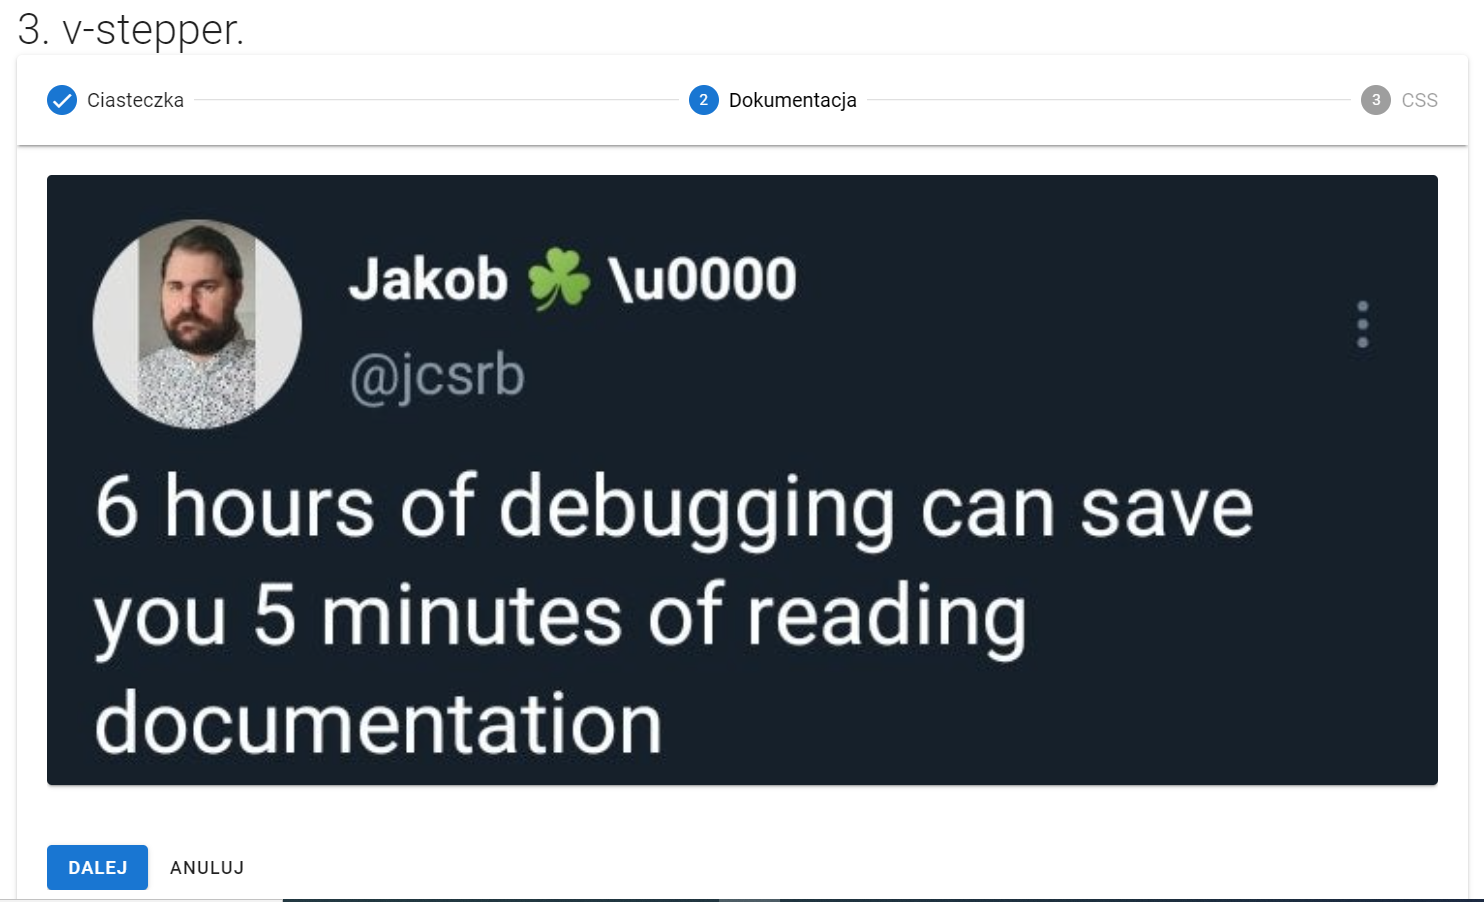 3. v-stepper.
Ciasteczka
2 Dokumentacja
3 CSS
Jakob ☘️ \u0000
@jcsrb
6 hours of debugging can save
you 5 minutes of reading
documentation
DALEJ ANULUJ